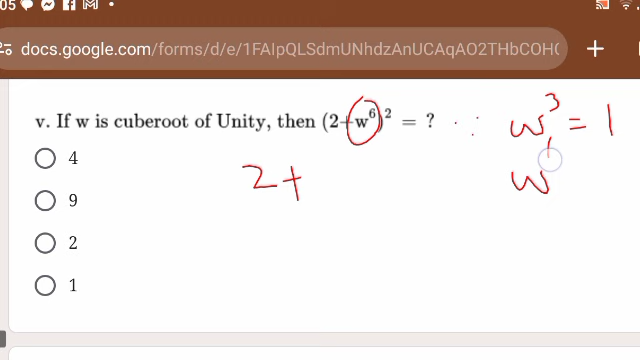 05
docs.google.com/forms/d/e/1FAIpQLSdmUNhdzAnUCAqAO2THbCOH
v. If w is cuberoot of Unity, then (2+w⁶)² = ?
∵ w³ = 1
4
2+
w
9
2
1